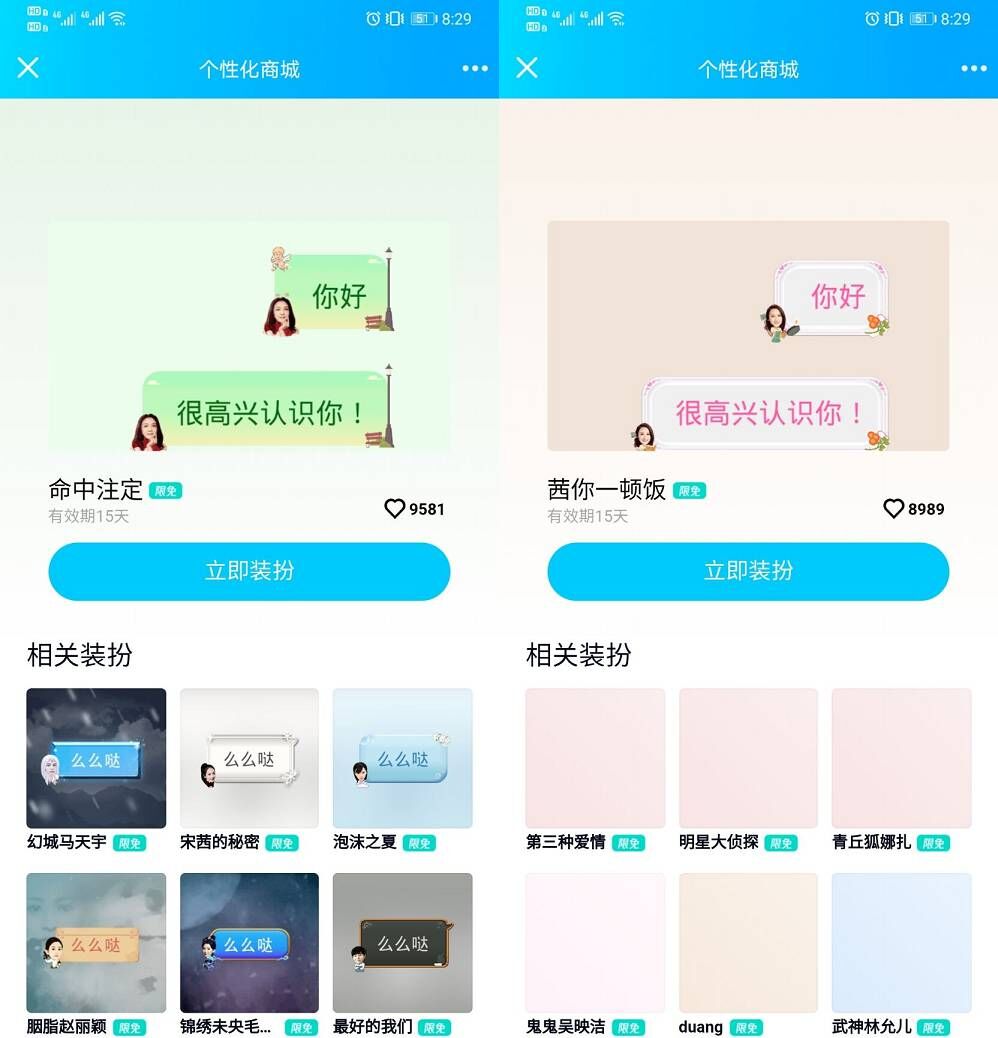 HD 4G 4G 51 8:29
HD
个性化商城
你好
很高兴认识你！
命中注定 限免
有效期15天
9581
立即装扮
相关装扮
么么哒
么么哒
么么哒
幻城马天宇 限免
宋茜的秘密 限免
泡沫之夏 限免
么么哒
么么哒
么么哒
胭脂赵丽颖 限免
锦绣未央毛... 限免
最好的我们 限免
HD 4G 4G 51 8:29
HD
个性化商城
你好
很高兴认识你！
茜你一顿饭 限免
有效期15天
8989
立即装扮
相关装扮
第三种爱情 限免
明星大侦探 限免
青丘狐娜扎 限免
鬼鬼吴映洁 限免
duang 限免
武神林允儿 限免